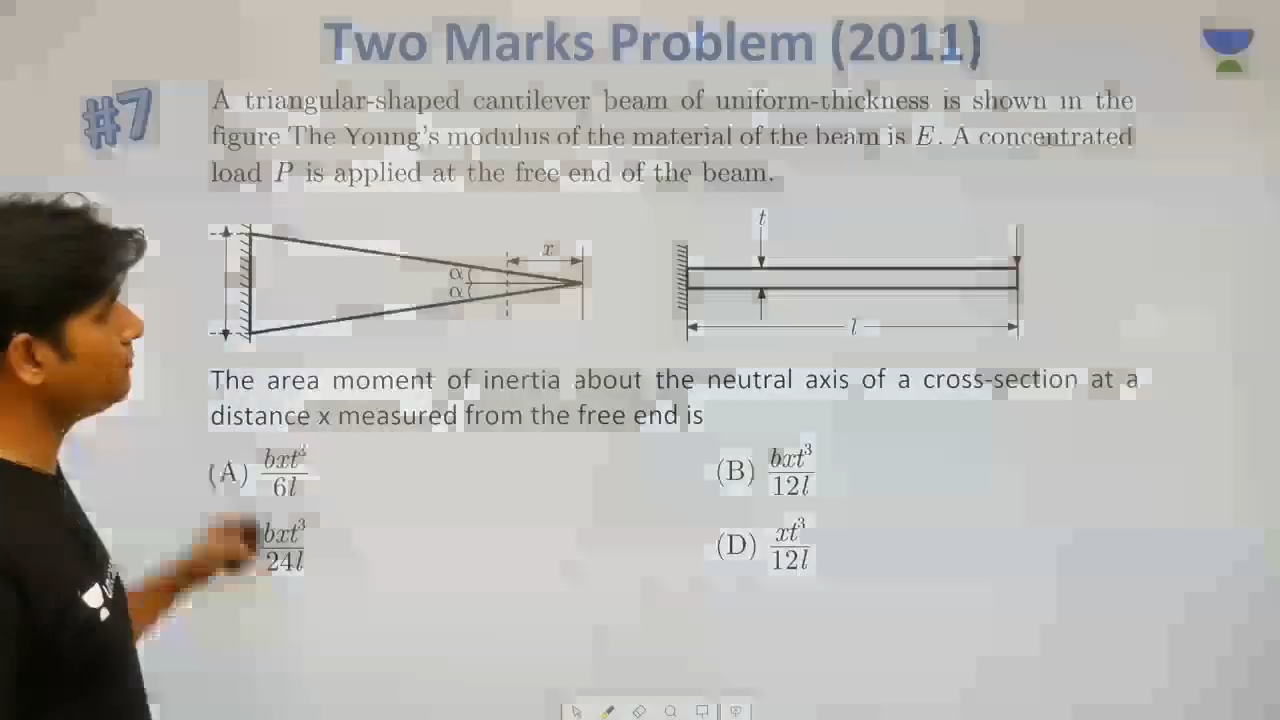 Two Marks Problem (2011)
#7
A triangular-shaped cantilever beam of uniform-thickness is shown in the
figure The Young's modulus of the material of the beam is E. A concentrated
load P is applied at the free end of the beam.
x
α
α
t
l
The area moment of inertia about the neutral axis of a cross-section at a
distance x measured from the free end is
(A) bxt³/6l
(B) bxt³/12l
bxt³/24l
(D) xt³/12l